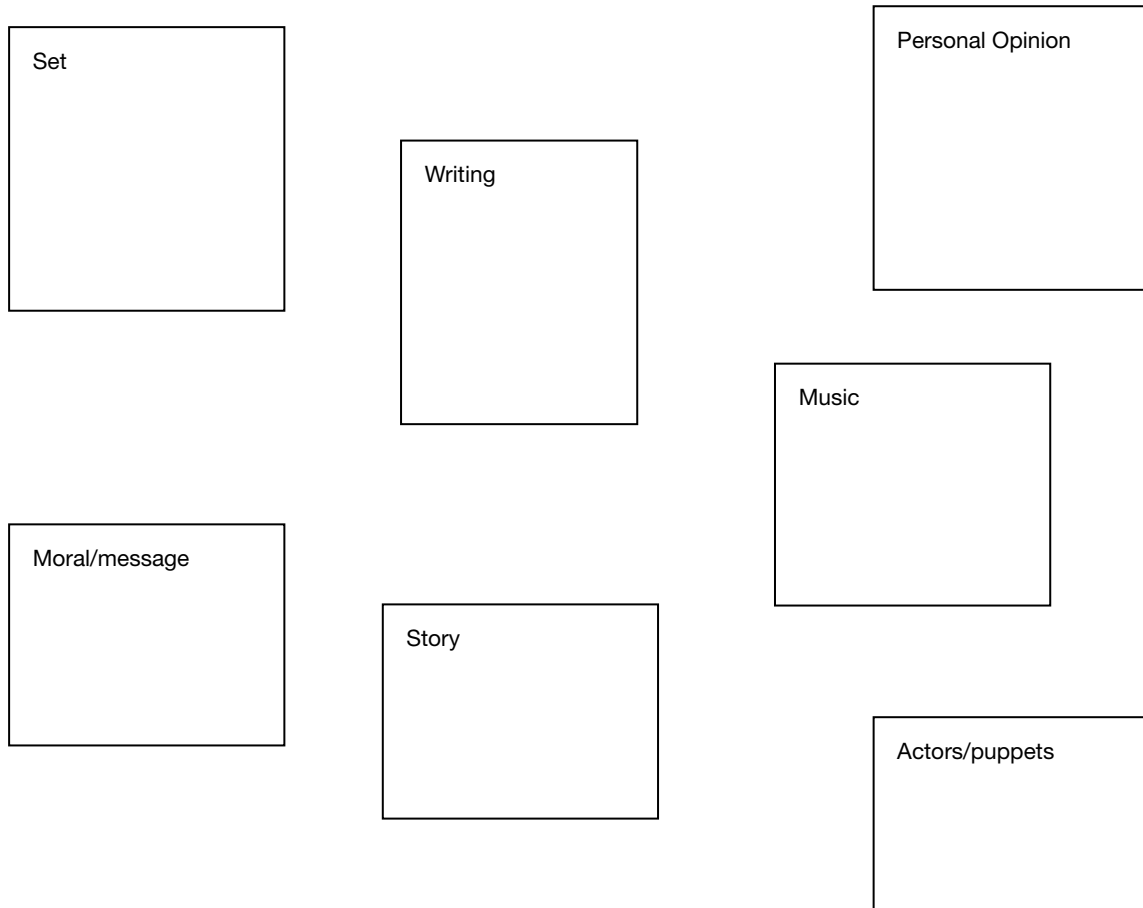 Set
Personal Opinion
Writing
Music
Moral/message
Story
Actors/puppets